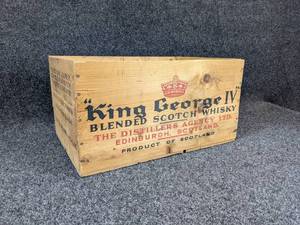 "King George IV"
BLENDED SCOTCH WHISKY
THE DISTILLERS AGENCY LTD.
EDINBURGH, SCOTLAND.
PRODUCT OF SCOTLAND